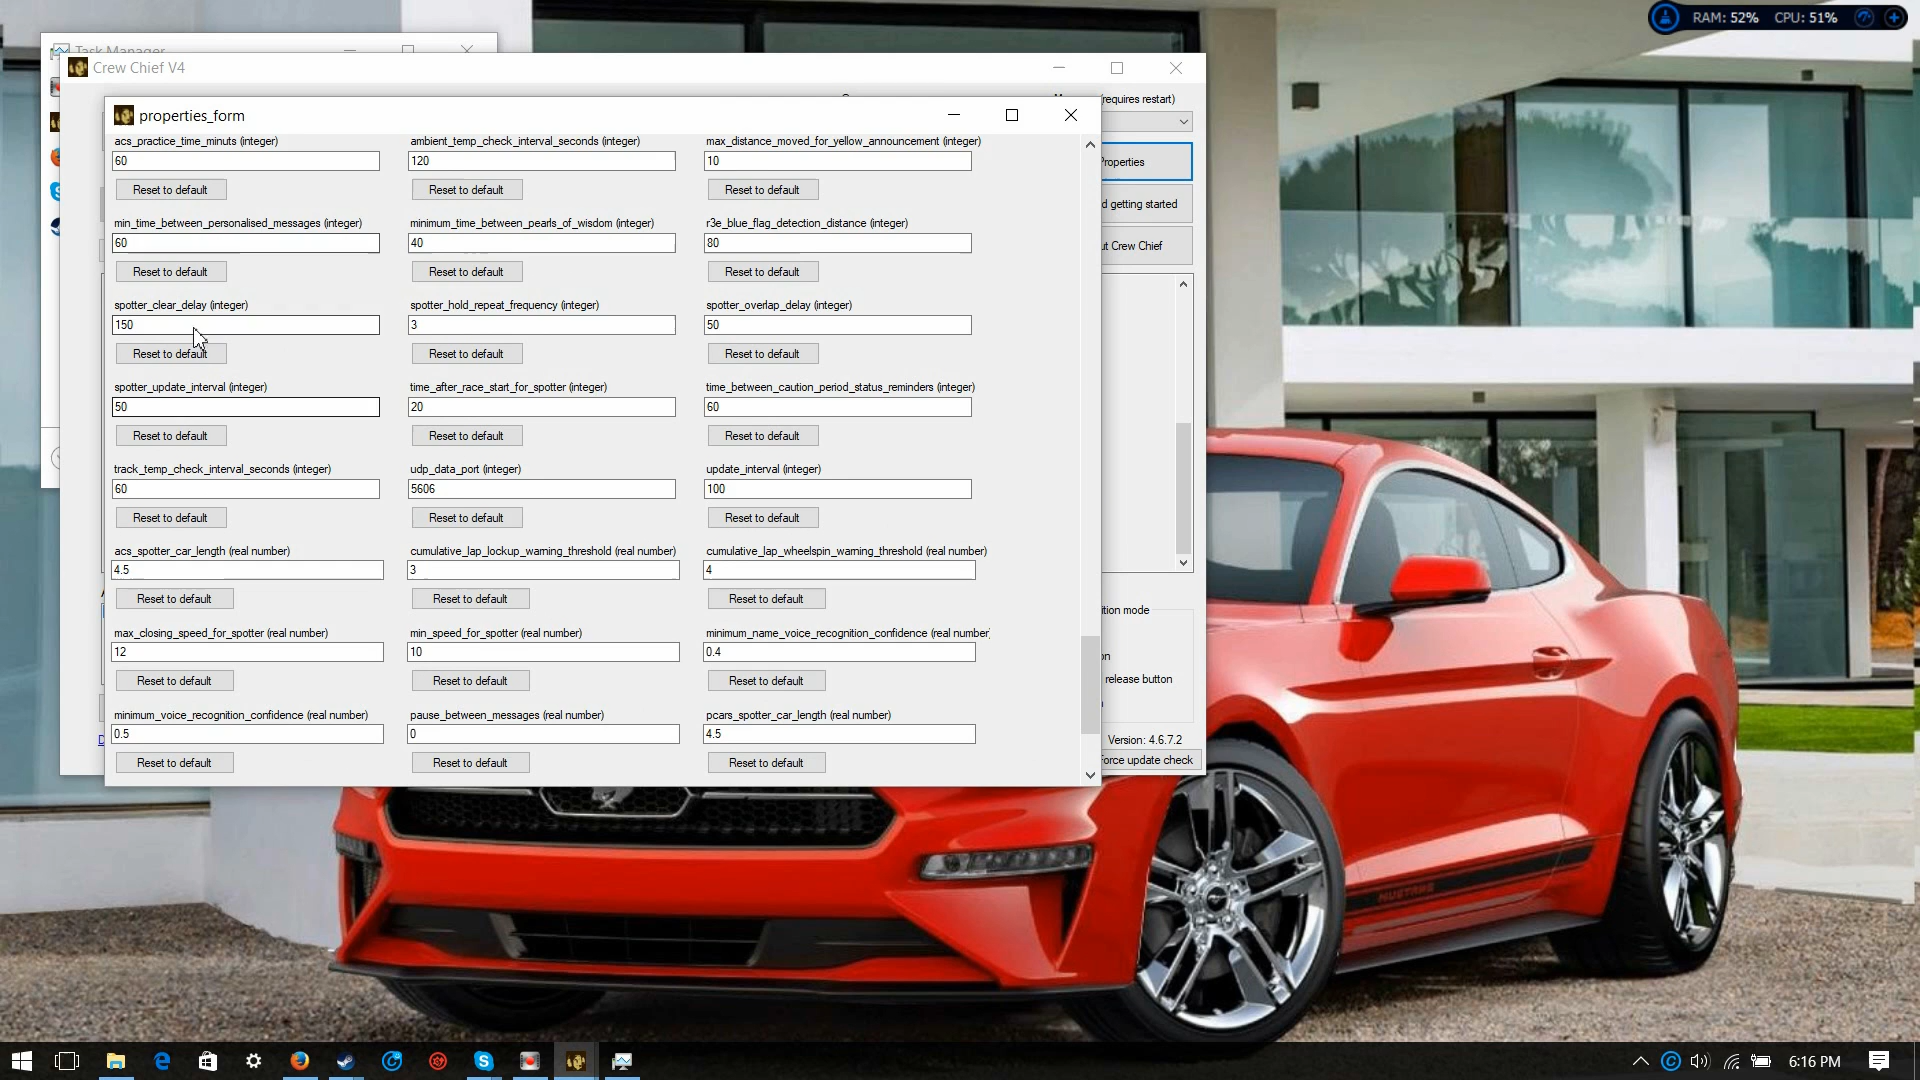 RAM: 52% CPU: 51%
Task Manager
Crew Chief V4
(requires restart)
properties_form
Properties
d getting started
ut Crew Chief
acs_practice_time_minuts (integer)
ambient_temp_check_interval_seconds (integer)
max_distance_moved_for_yellow_announcement (integer)
60
120
10
Reset to default
Reset to default
Reset to default
min_time_between_personalised_messages (integer)
minimum_time_between_pearls_of_wisdom (integer)
r3e_blue_flag_detection_distance (integer)
60
40
80
Reset to default
Reset to default
Reset to default
spotter_clear_delay (integer)
spotter_hold_repeat_frequency (integer)
spotter_overlap_delay (integer)
150
3
50
Reset to default
Reset to default
Reset to default
spotter_update_interval (integer)
time_after_race_start_for_spotter (integer)
time_between_caution_period_status_reminders (integer)
50
20
60
Reset to default
Reset to default
Reset to default
track_temp_check_interval_seconds (integer)
udp_data_port (integer)
update_interval (integer)
60
5606
100
Reset to default
Reset to default
Reset to default
acs_spotter_car_length (real number)
cumulative_lap_lockup_warning_threshold (real number)
cumulative_lap_wheelspin_warning_threshold (real number)
4.5
3
4
Reset to default
Reset to default
Reset to default
max_closing_speed_for_spotter (real number)
min_speed_for_spotter (real number)
minimum_name_voice_recognition_confidence (real number)
12
10
0.4
Reset to default
Reset to default
Reset to default
minimum_voice_recognition_confidence (real number)
pause_between_messages (real number)
pcars_spotter_car_length (real number)
0.5
0
4.5
Reset to default
Reset to default
Reset to default
ition mode
on
release button
Version: 4.6.7.2
Force update check
MUSTANG
6:16 PM